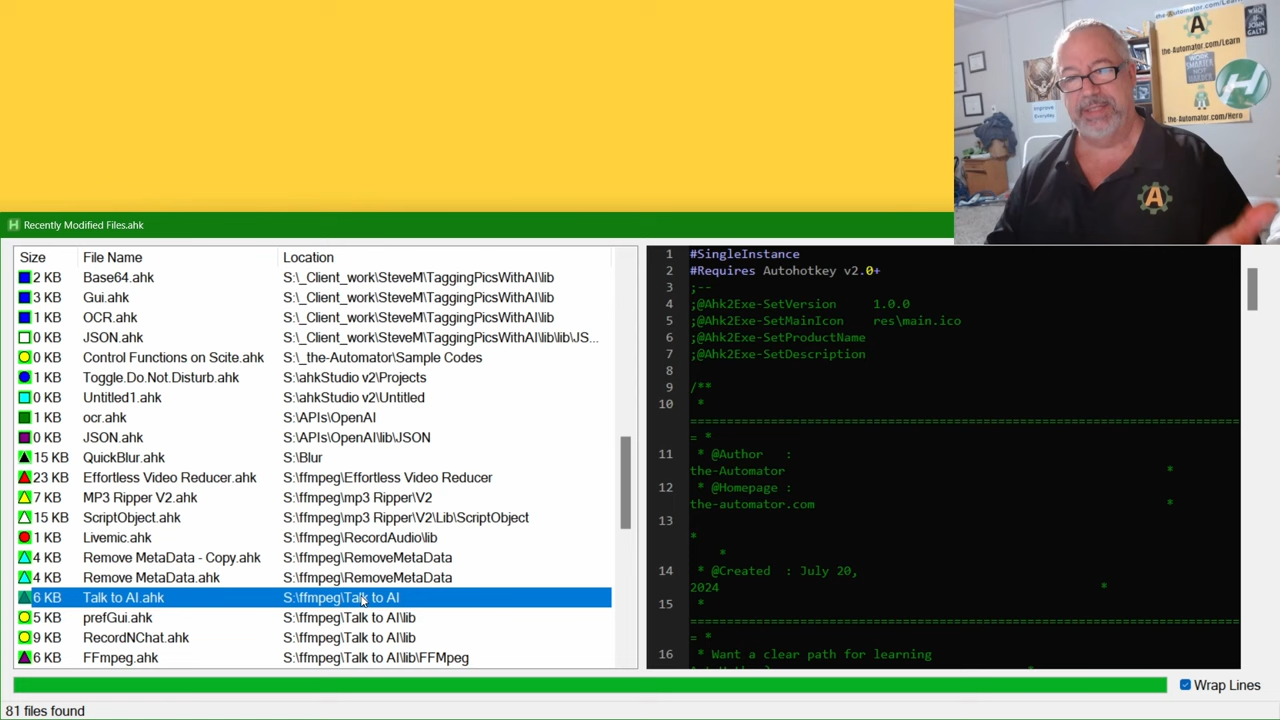 the-Automator.com/Learn
A
WHO
IS
JOHN
GALT?
WORK
SMARTER
NOT
HARDER
H
Improve
EveryDay
the-Automator.com/Hero
A
H Recently Modified Files.ahk
Size File Name Location
2 KB Base64.ahk S:\_Client_work\SteveM\TaggingPicsWithAI\lib
3 KB Gui.ahk S:\_Client_work\SteveM\TaggingPicsWithAI\lib
1 KB OCR.ahk S:\_Client_work\SteveM\TaggingPicsWithAI\lib
JSON.ahk S:\_Client_work\SteveM\TaggingPicsWithAI\lib\lib\JS...
0 KB Control Functions on Scite.ahk S:\_the-Automator\Sample Codes
1 KB Toggle.Do.Not.Disturb.ahk S:\ahkStudio v2\Projects
0 KB Untitled1.ahk S:\ahkStudio v2\Untitled
1 KB ocr.ahk S:\APIs\OpenAI
0 KB JSON.ahk S:\APIs\OpenAI\lib\JSON
15 KB QuickBlur.ahk S:\Blur
23 KB Effortless Video Reducer.ahk S:\ffmpeg\Effortless Video Reducer
7 KB MP3 Ripper V2.ahk S:\ffmpeg\mp3 Ripper\V2
15 KB ScriptObject.ahk S:\ffmpeg\mp3 Ripper\V2\Lib\ScriptObject
1 KB Livemic.ahk S:\ffmpeg\RecordAudio\lib
4 KB Remove MetaData - Copy.ahk S:\ffmpeg\RemoveMetaData
4 KB Remove MetaData.ahk S:\ffmpeg\RemoveMetaData
6 KB Talk to AI.ahk S:\ffmpeg\Talk to AI
5 KB prefGui.ahk S:\ffmpeg\Talk to AI\lib
9 KB RecordNChat.ahk S:\ffmpeg\Talk to AI\lib
6 KB FFmpeg.ahk S:\ffmpeg\Talk to AI\lib\FFMpeg
1 #SingleInstance
2 #Requires Autohotkey v2.0+
3 ;--
4 ;@Ahk2Exe-SetVersion 1.0.0
5 ;@Ahk2Exe-SetMainIcon res\main.ico
6 ;@Ahk2Exe-SetProductName
7 ;@Ahk2Exe-SetDescription
8
9 /**
10 *
============================================================================
= *
11 * @Author :
the-Automator *
12 * @Homepage :
the-automator.com *
13
*
*
14 * @Created : July 20,
2024 *
15 *
============================================================================
= *
16 * Want a clear path for learning
Wrap Lines
81 files found